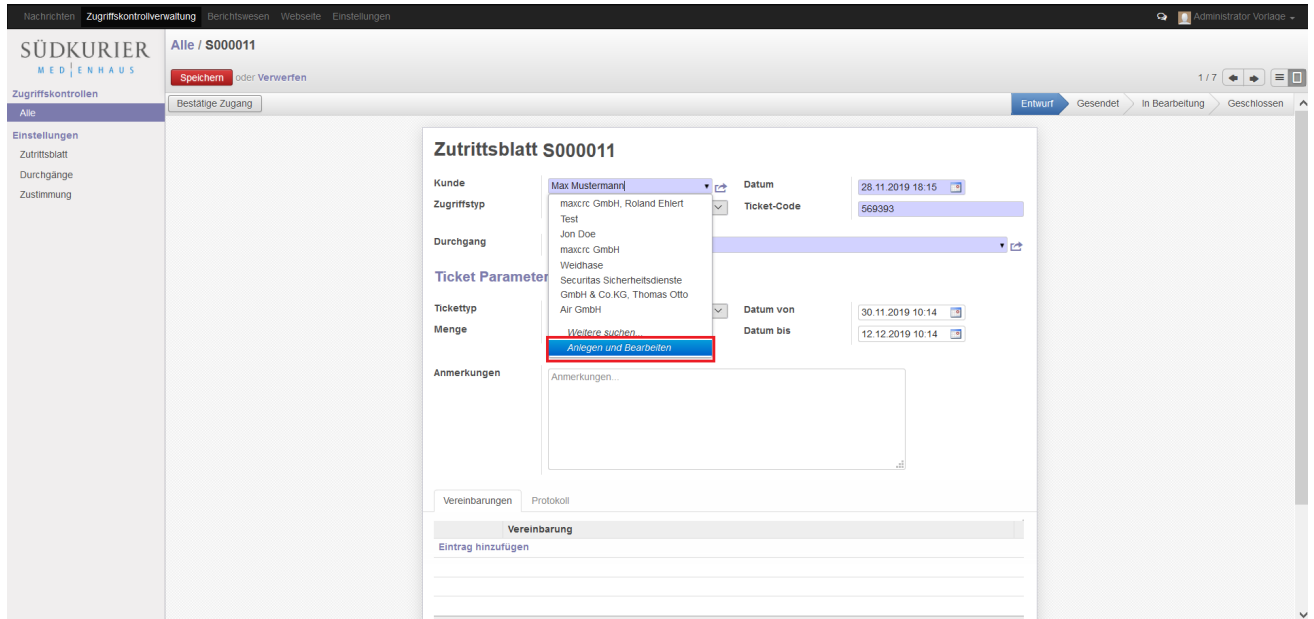 Nachrichten Zugriffskontrollverwaltung Berichtswesen Webseite Einstellungen Administrator Vorlage
SÜDKURIER
MEDIENHAUS
Zugriffskontrollen
Alle
Einstellungen
Zutrittsblatt
Durchgänge
Zustimmung
Alle / S000011
Speichern oder Verwerfen 1 / 7
Bestätige Zugang Entwurf Gesendet In Bearbeitung Geschlossen
Zutrittsblatt S000011
Kunde Max Mustermann Datum 28.11.2019 18:15
Zugriffstyp Ticket-Code 569393
maxcrc GmbH, Roland Ehlert
Test
Jon Doe
maxcrc GmbH
Weidhase
Securitas Sicherheitsdienste
GmbH & Co.KG, Thomas Otto
Air GmbH
Weitere suchen...
Anlegen und Bearbeiten
Durchgang
Ticket Parameter
Tickettyp Datum von 30.11.2019 10:14
Menge Datum bis 12.12.2019 10:14
Anmerkungen Anmerkungen...
Vereinbarungen Protokoll
Vereinbarung
Eintrag hinzufügen